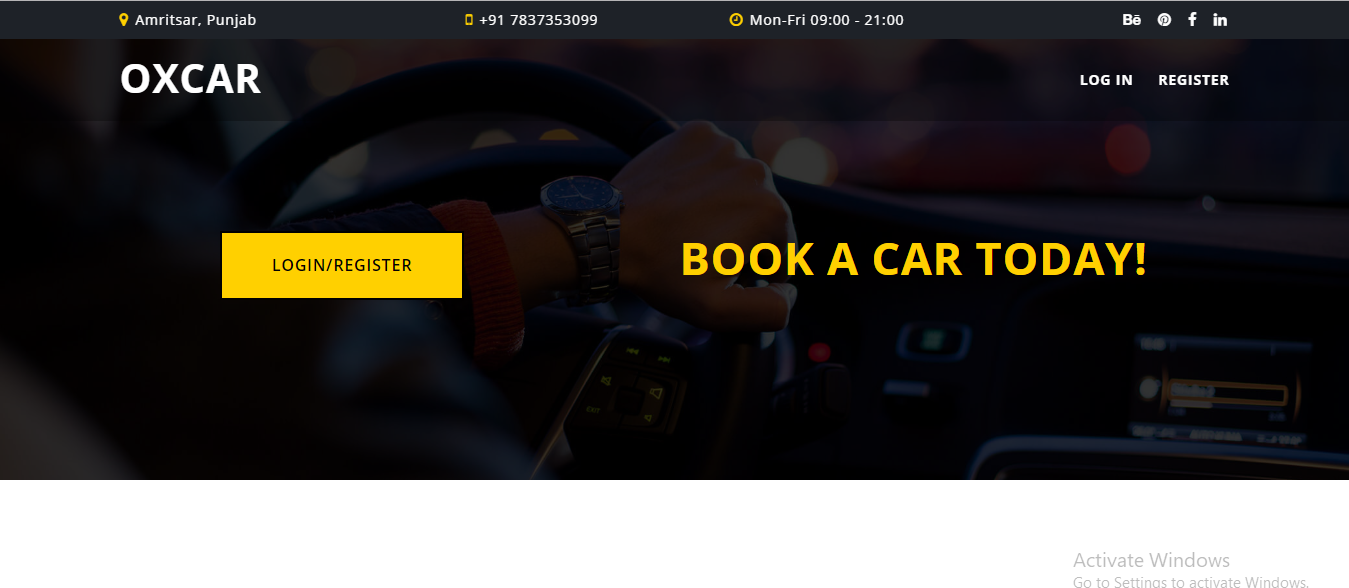 Amritsar, Punjab
+91 7837353099
Mon-Fri 09:00 - 21:00
Bē
OXCAR
LOG IN
REGISTER
LOGIN/REGISTER
BOOK A CAR TODAY!
EXIT
Activate Windows
Go to Settings to activate Windows.